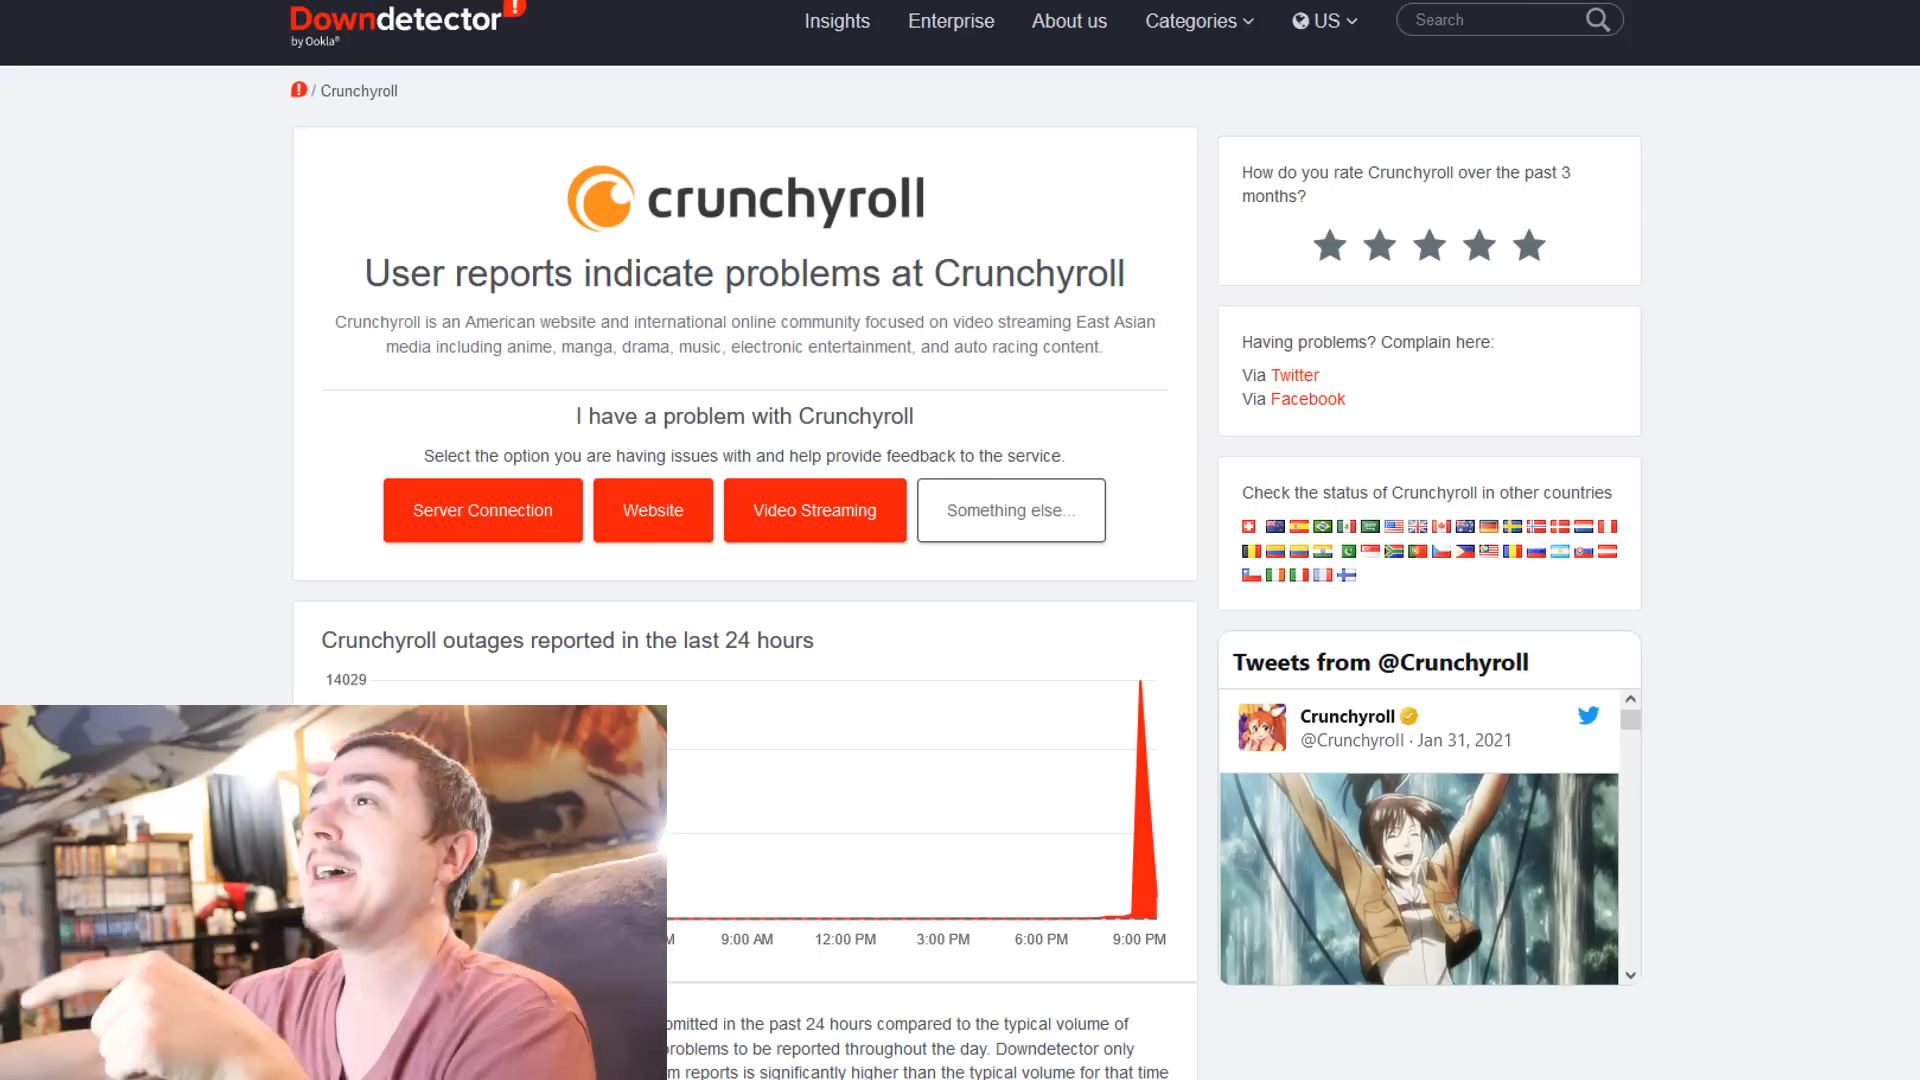 Downdetector
by Ookla®
Insights
Enterprise
About us
Categories
US
Search
/ Crunchyroll
crunchyroll
User reports indicate problems at Crunchyroll
Crunchyroll is an American website and international online community focused on video streaming East Asian
media including anime, manga, drama, music, electronic entertainment, and auto racing content.
I have a problem with Crunchyroll
Select the option you are having issues with and help provide feedback to the service.
Server Connection
Website
Video Streaming
Something else...
How do you rate Crunchyroll over the past 3
months?
Having problems? Complain here:
Via Twitter
Via Facebook
Check the status of Crunchyroll in other countries
Tweets from @Crunchyroll
Crunchyroll
@Crunchyroll · Jan 31, 2021
Crunchyroll outages reported in the last 24 hours
14029
M
9:00 AM
12:00 PM
3:00 PM
6:00 PM
9:00 PM
mitted in the past 24 hours compared to the typical volume of
roblems to be reported throughout the day. Downdetector only
m reports is significantly higher than the typical volume for that time